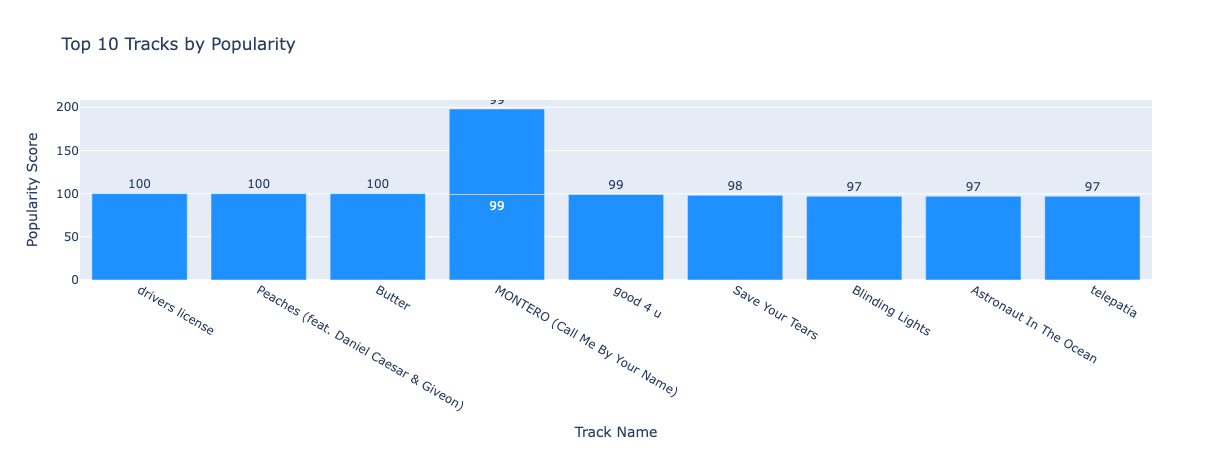 Top 10 Tracks by Popularity
Popularity Score
200
150
100
50
0
100
100
100
99
99
99
98
97
97
97
drivers license
Peaches (feat. Daniel Caesar & Giveon)
Butter
MONTERO (Call Me By Your Name)
good 4 u
Save Your Tears
Blinding Lights
Astronaut In The Ocean
telepatía
Track Name